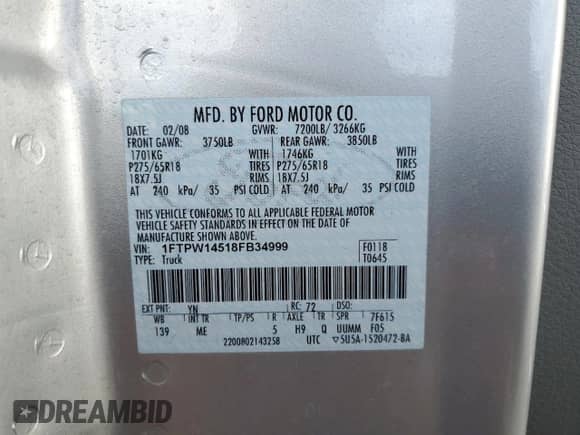 MFD. BY FORD MOTOR CO.
DATE: 02/08 GVWR: 7200LB/ 3266KG
FRONT GAWR: 3750LB REAR GAWR: 3850LB
1701KG WITH 1746KG WITH
P275/65R18 TIRES P275/65R18 TIRES
18X7.5J RIMS 18X7.5J RIMS
AT 240 kPa/ 35 PSI COLD AT 240 kPa/ 35 PSI COLD
THIS VEHICLE CONFORMS TO ALL APPLICABLE FEDERAL MOTOR
VEHICLE SAFETY STANDARDS IN EFFECT ON THE DATE OF
MANUFACTURE SHOWN ABOVE.
VIN: 1FTPW14518FB34999 F0118
TYPE: Truck T0645
EXT PNT: YN RC: 72 DSO:
WB INT TR TP/PS R AXLE TR SPR 7F615
139 ME 5 H9 Q UUMM F05
2200802143258 UTC ▽5U5A-1520472-BA
DREAMBID